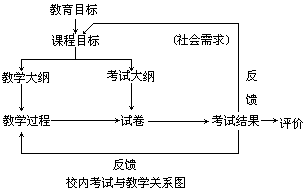 教育目标
课程目标
(社会需求)
教学大纲
考试大纲
反
馈
教学过程
试卷
考试结果
评价
反馈
校内考试与教学关系图